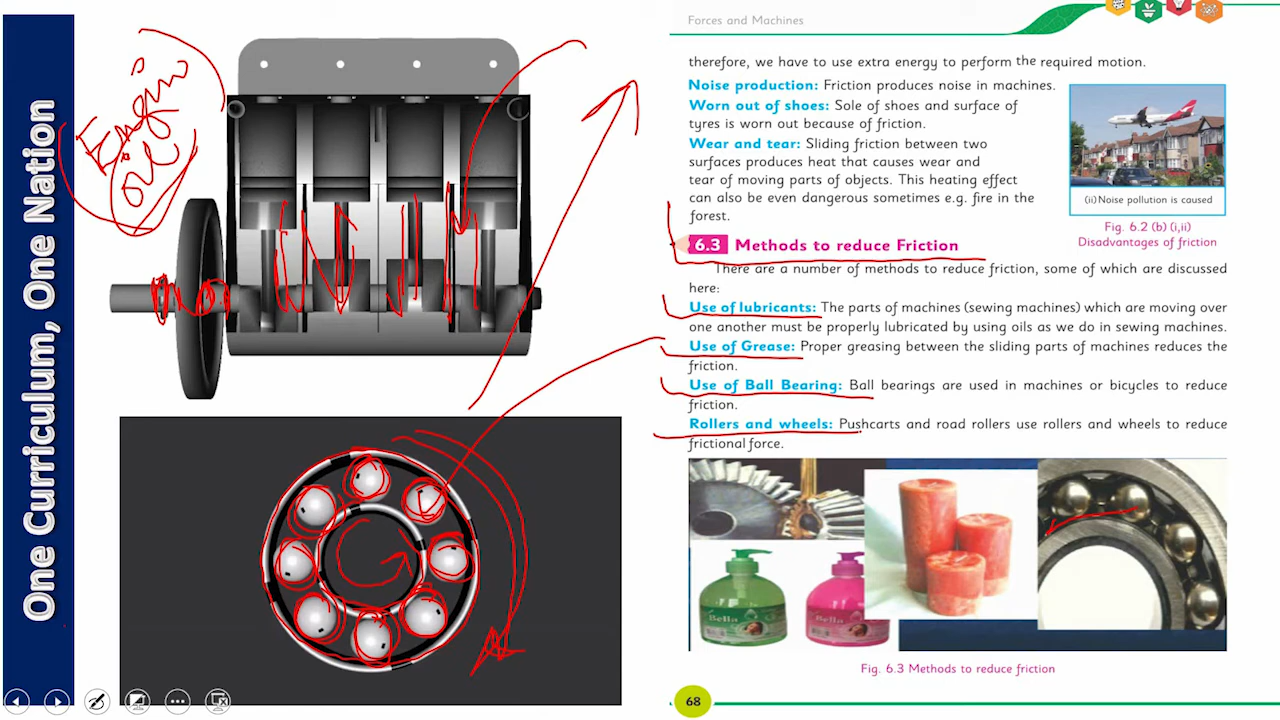 One Curriculum, One Nation
Engin
oil
Forces and Machines
therefore, we have to use extra energy to perform the required motion.
Noise production: Friction produces noise in machines.
Worn out of shoes: Sole of shoes and surface of
tyres is worn out because of friction.
Wear and tear: Sliding friction between two
surfaces produces heat that causes wear and
tear of moving parts of objects. This heating effect
can also be even dangerous sometimes e.g. fire in the
forest.
(ii) Noise pollution is caused
Fig. 6.2 (b) (i,ii)
Disadvantages of friction
6.3 Methods to reduce Friction
There are a number of methods to reduce friction, some of which are discussed
here:
Use of lubricants: The parts of machines (sewing machines) which are moving over
one another must be properly lubricated by using oils as we do in sewing machines.
Use of Grease: Proper greasing between the sliding parts of machines reduces the
friction.
Use of Ball Bearing: Ball bearings are used in machines or bicycles to reduce
friction.
Rollers and wheels: Pushcarts and road rollers use rollers and wheels to reduce
frictional force.
Bella
Bella
Fig. 6.3 Methods to reduce friction
68